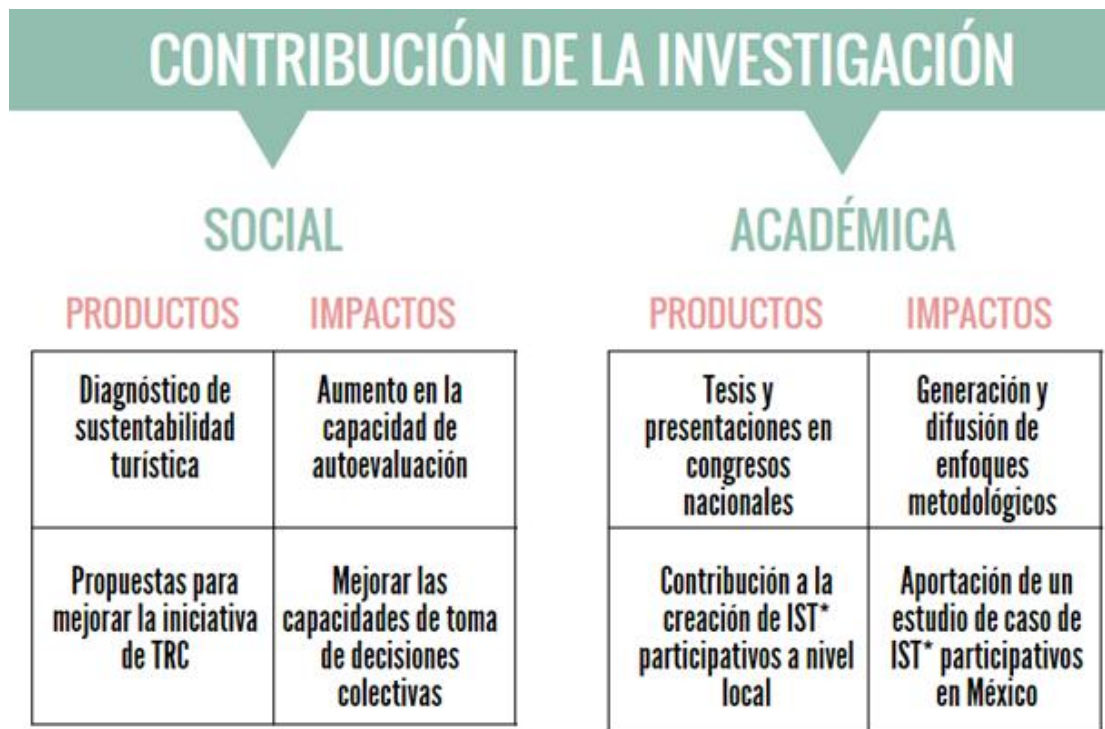 CONTRIBUCIÓN DE LA INVESTIGACIÓN
SOCIAL
PRODUCTOS
IMPACTOS
Diagnóstico de
sustentabilidad
turística
Aumento en la
capacidad de
autoevaluación
Propuestas para
mejorar la iniciativa
de TRC
Mejorar las
capacidades de toma
de decisiones
colectivas
ACADÉMICA
PRODUCTOS
IMPACTOS
Tesis y
presentaciones en
congresos
nacionales
Generación y
difusión de
enfoques
metodológicos
Contribución a la
creación de IST*
participativos a nivel
local
Aportación de un
estudio de caso de
IST* participativos
en México